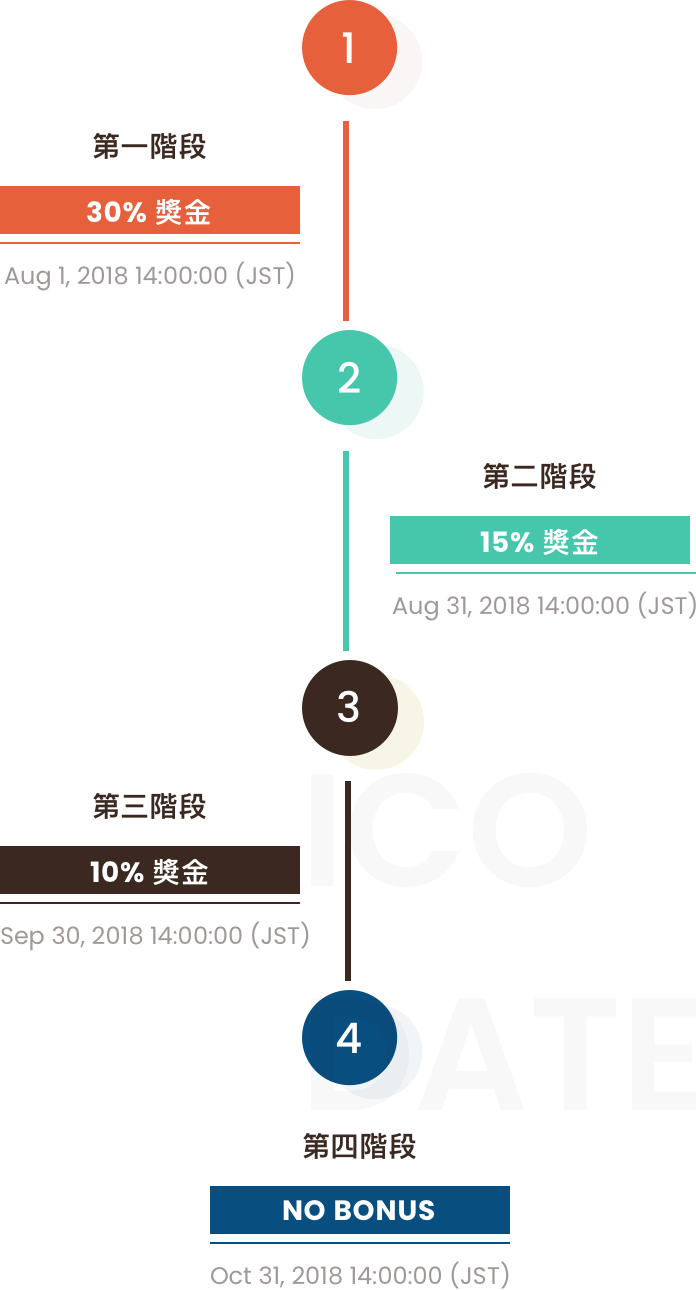 1
第一階段
30% 獎金
Aug 1, 2018 14:00:00 (JST)
2
第二階段
15% 獎金
Aug 31, 2018 14:00:00 (JST)
3
ICO
第三階段
10% 獎金
Sep 30, 2018 14:00:00 (JST)
DATE
4
第四階段
NO BONUS
Oct 31, 2018 14:00:00 (JST)